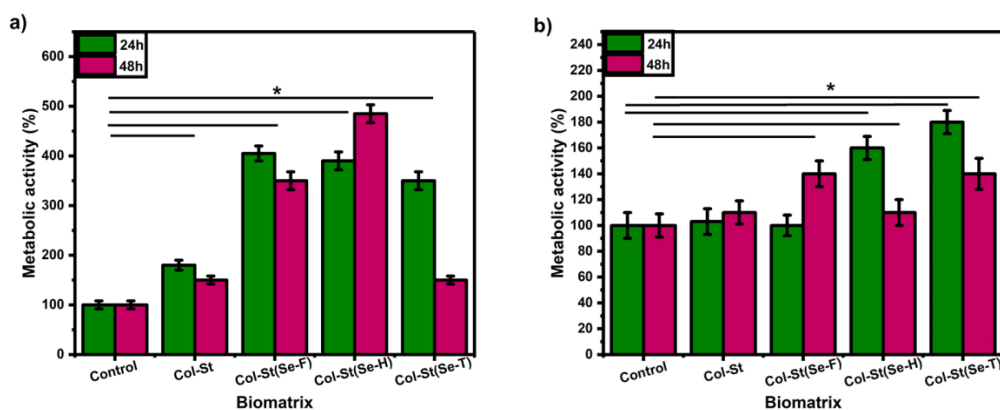 a)
24h
48h
*
Metabolic activity (%)
600
500
400
300
200
100
0
Control
Col-St
Col-St(Se-F)
Col-St(Se-H)
Col-St(Se-T)
Biomatrix
b)
24h
48h
*
Metabolic activity (%)
240
220
200
180
160
140
120
100
80
60
40
20
0
Control
Col-St
Col-St(Se-F)
Col-St(Se-H)
Col-St(Se-T)
Biomatrix